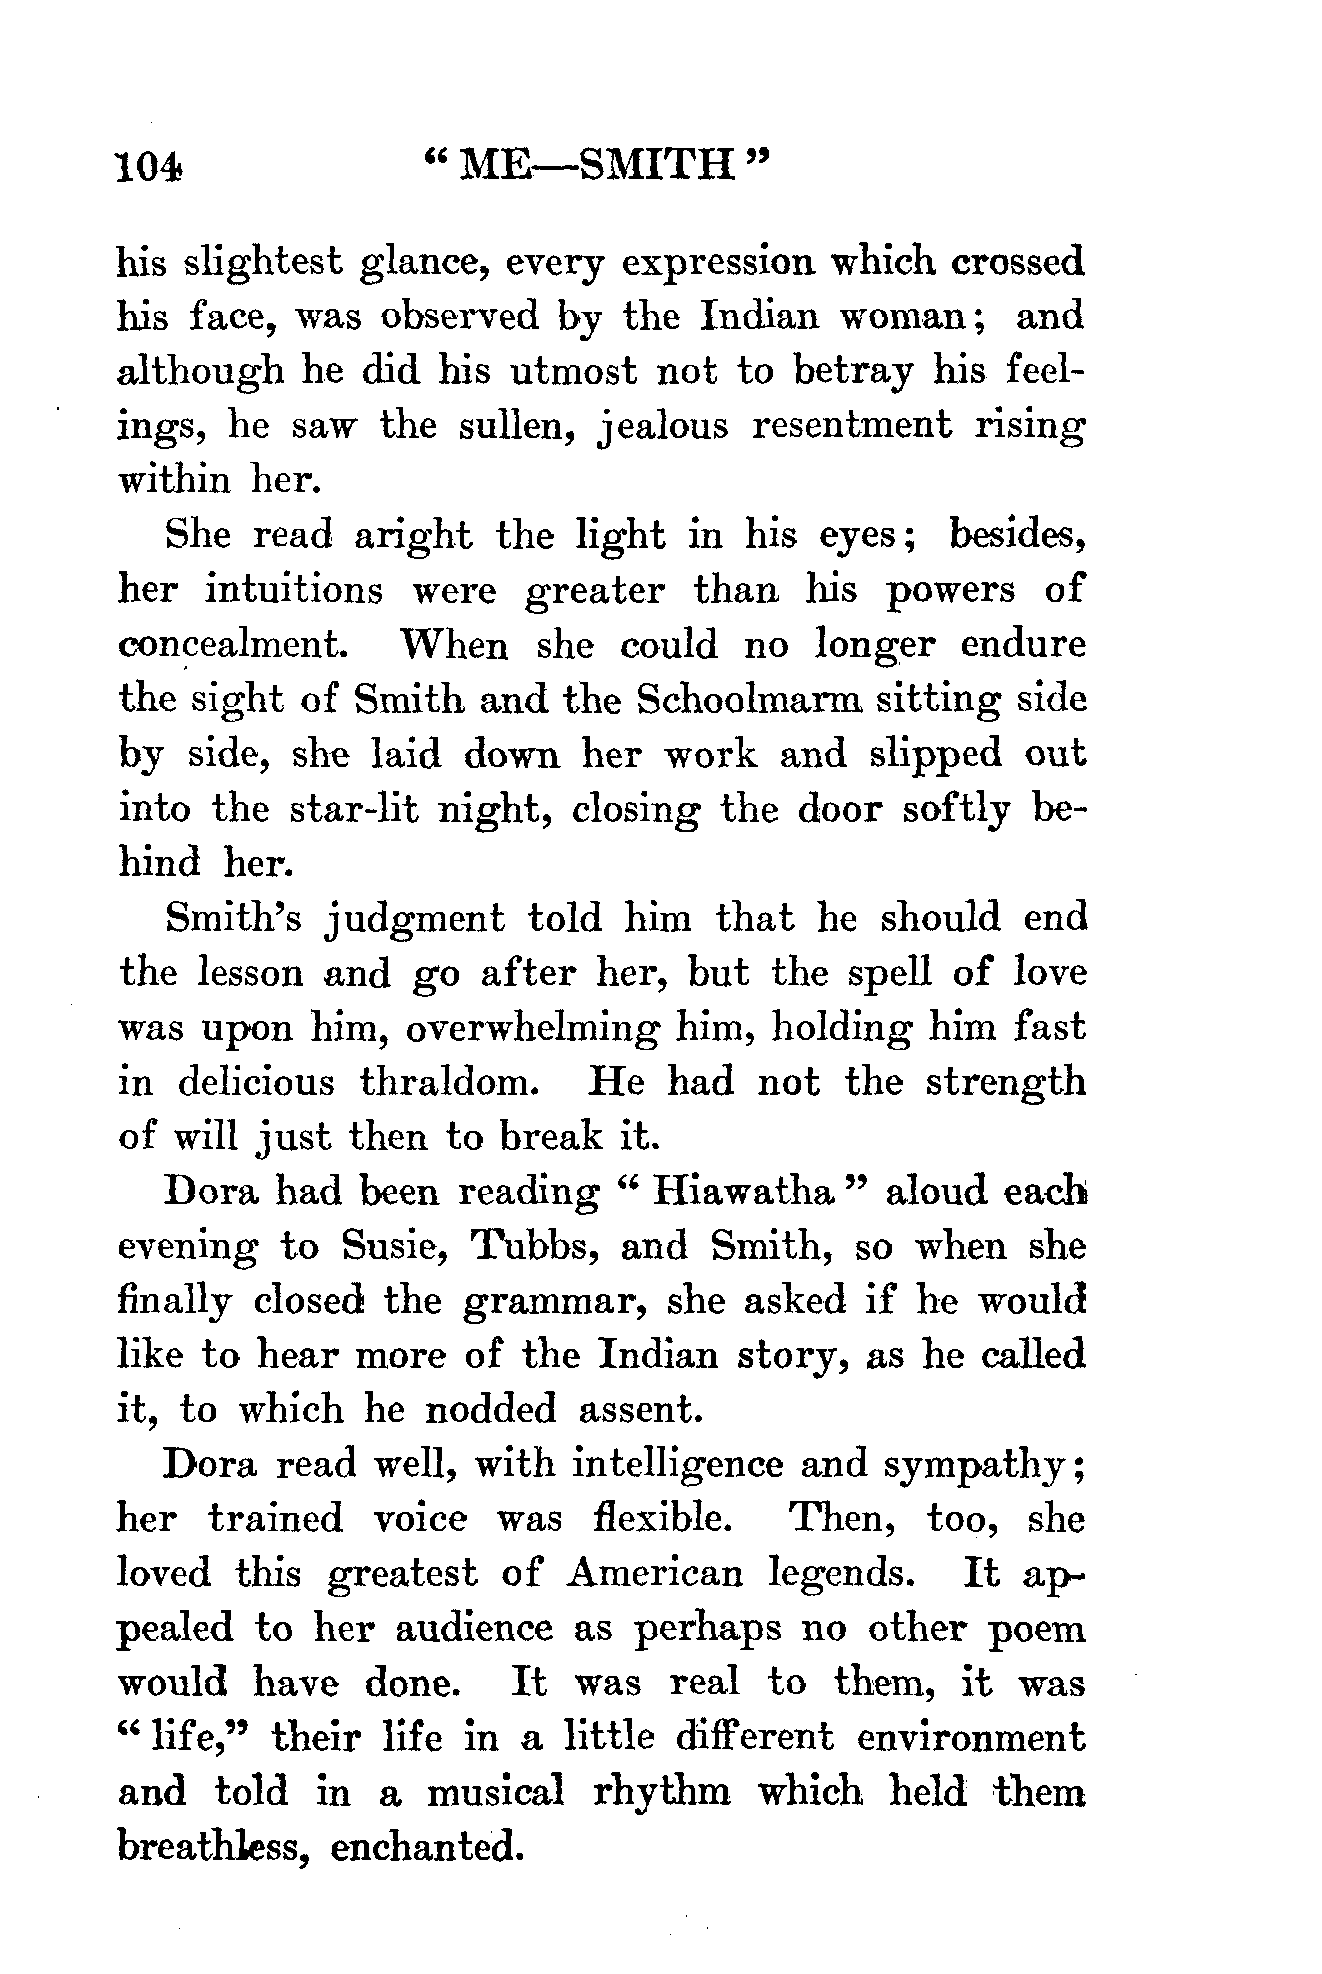 104 “ ME—SMITH ”
his slightest glance, every expression which crossed
his face, was observed by the Indian woman; and
although he did his utmost not to betray his feel-
ings, he saw the sullen, jealous resentment rising
within her.
She read aright the light in his eyes; besides,
her intuitions were greater than his powers of
concealment. When she could no longer endure
the sight of Smith and the Schoolmarm sitting side
by side, she laid down her work and slipped out
into the star-lit night, closing the door softly be-
hind her.
Smith’s judgment told him that he should end
the lesson and go after her, but the spell of love
was upon him, overwhelming him, holding him fast
in delicious thraldom. He had not the strength
of will just then to break it.
Dora had been reading “ Hiawatha ” aloud each
evening to Susie, Tubbs, and Smith, so when she
finally closed the grammar, she asked if he would
like to hear more of the Indian story, as he called
it, to which he nodded assent.
Dora read well, with intelligence and sympathy;
her trained voice was flexible. Then, too, she
loved this greatest of American legends. It ap-
pealed to her audience as perhaps no other poem
would have done. It was real to them, it was
“ life,” their life in a little different environment
and told in a musical rhythm which held them
breathless, enchanted.